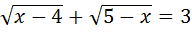 √(x − 4) + √(5 − x) = 3